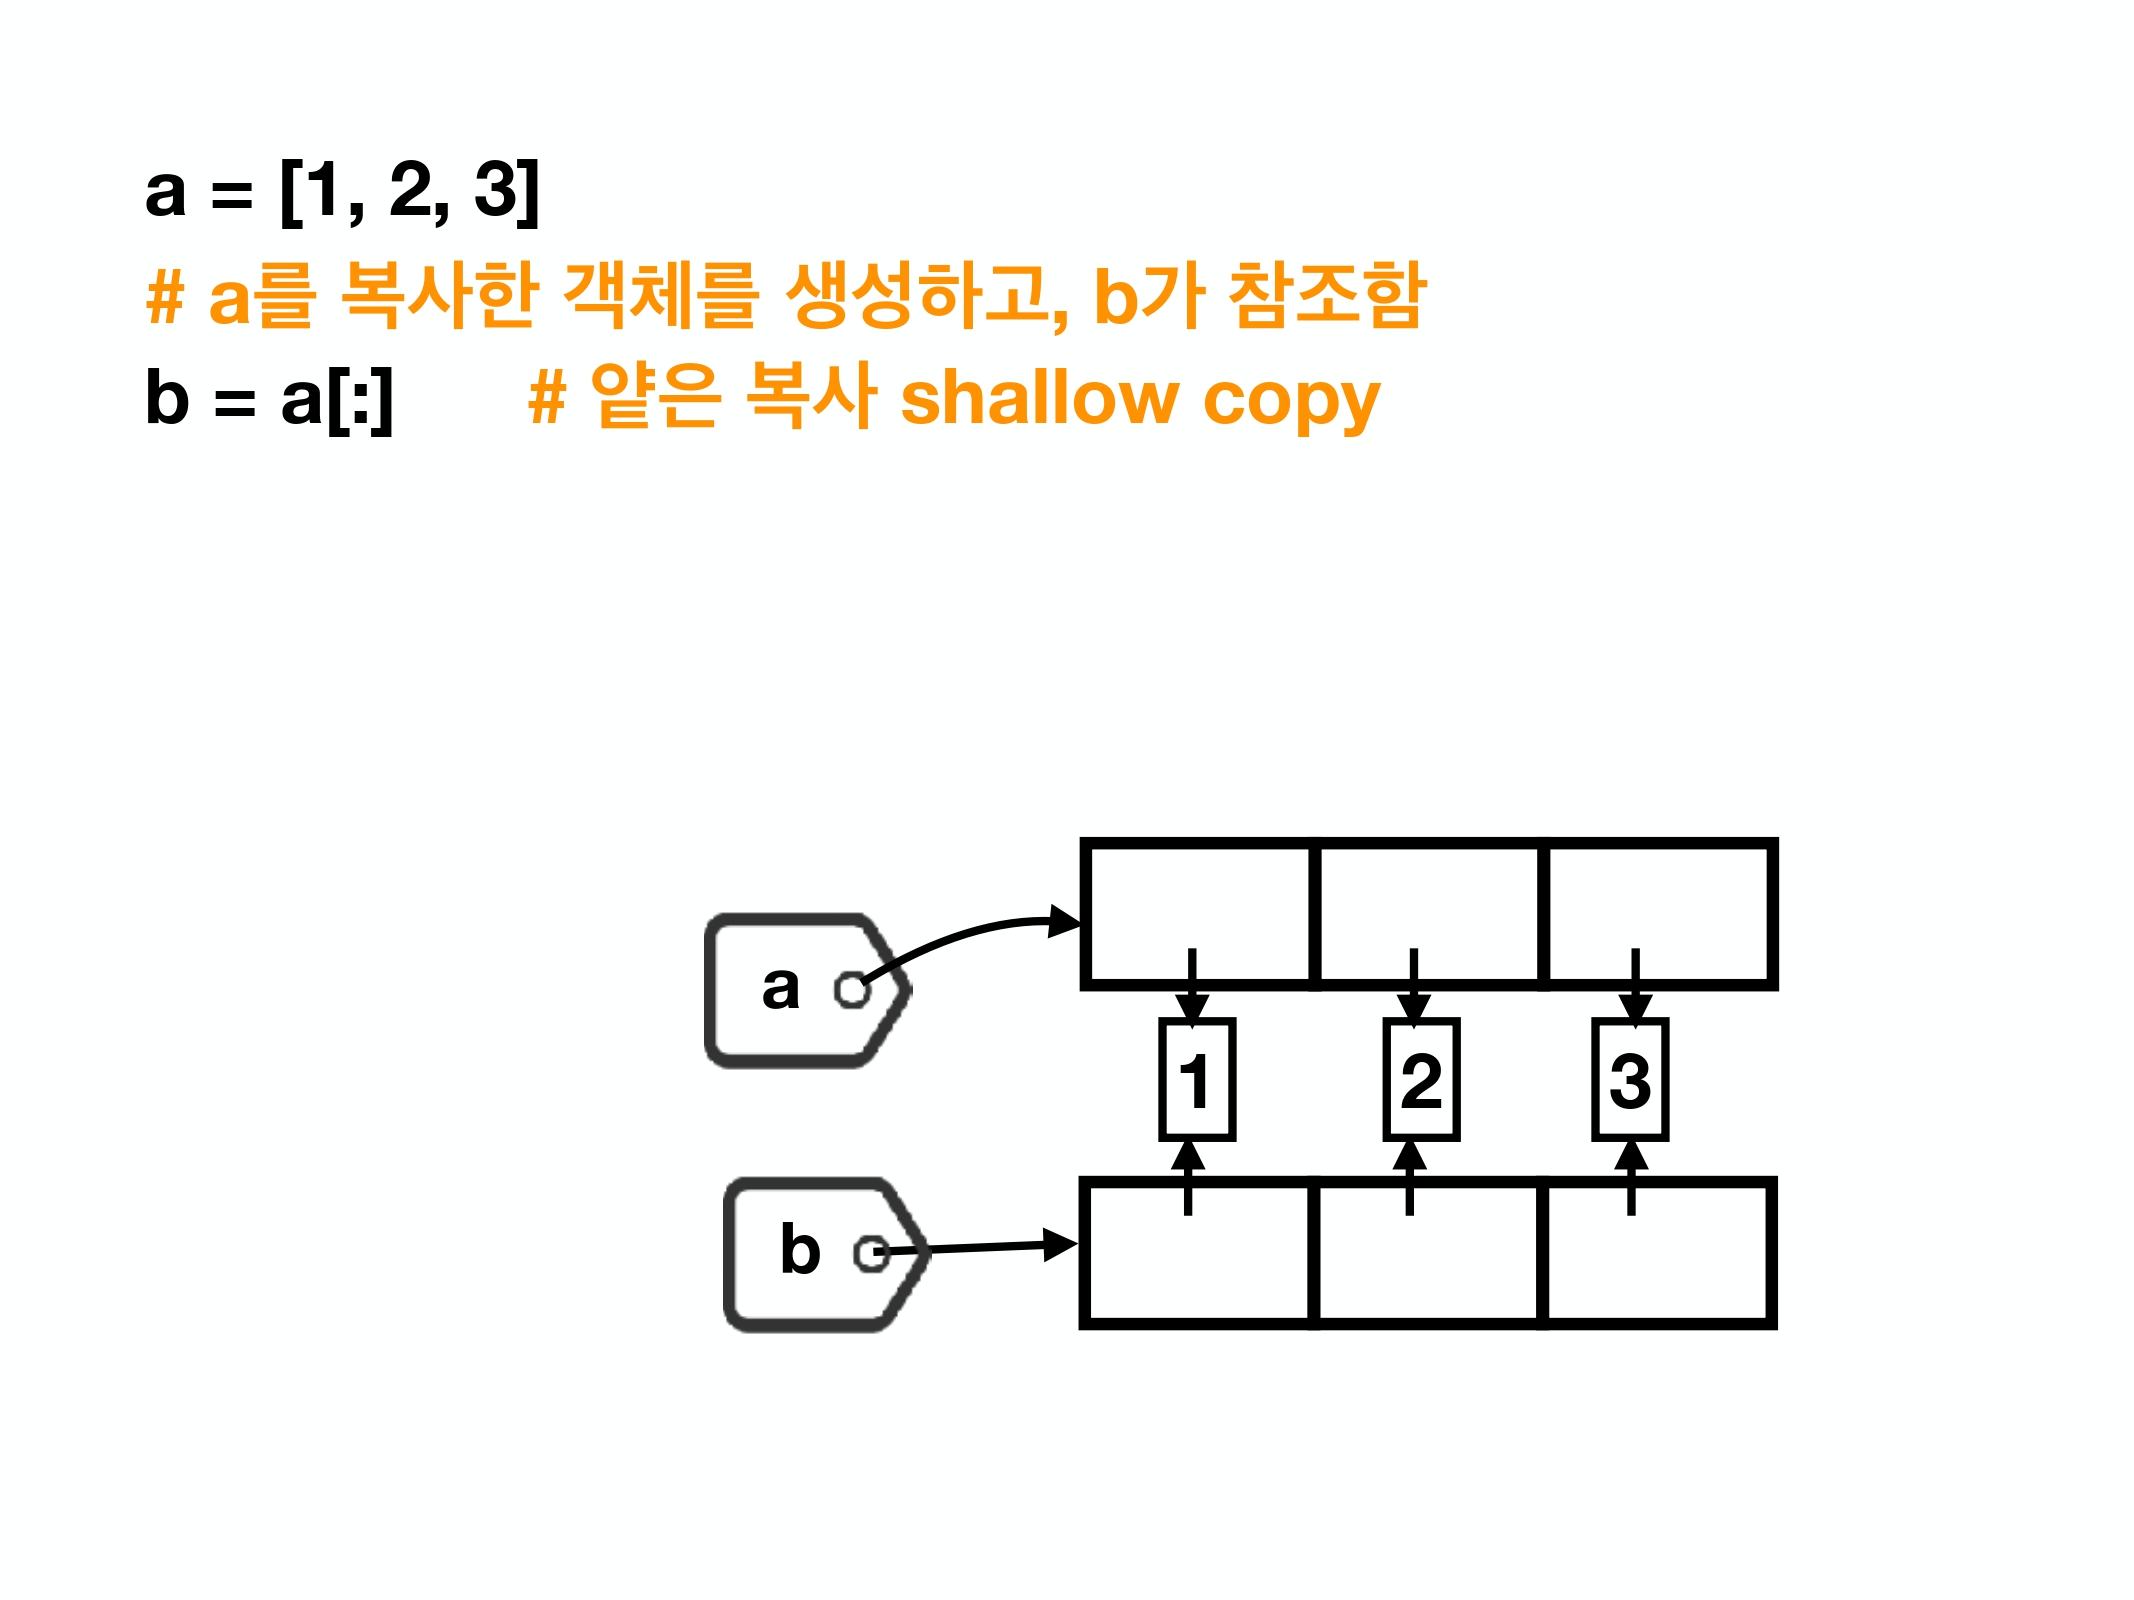 a = [1, 2, 3]
# a를 복사한 객체를 생성하고, b가 참조함
b = a[:] # 얕은 복사 shallow copy
a
1 2 3
b